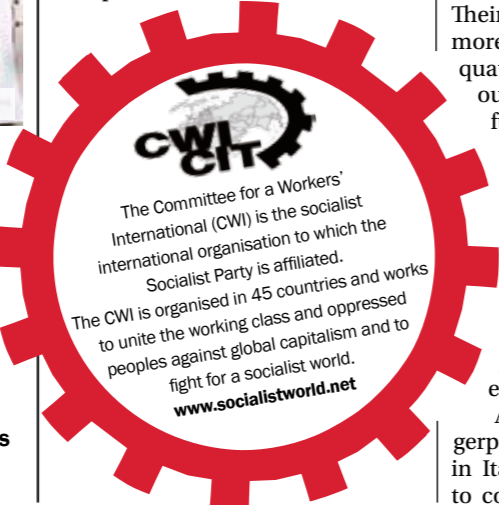 Their
more
qua
ou
f
CWI
CIT
The Committee for a Workers'
International (CWI) is the socialist
international organisation to which the
Socialist Party is affiliated.
The CWI is organised in 45 countries and works
to unite the working class and oppressed
peoples against global capitalism and to
fight for a socialist world.
www.socialistworld.net
s
e
gerp
in Ita
to co